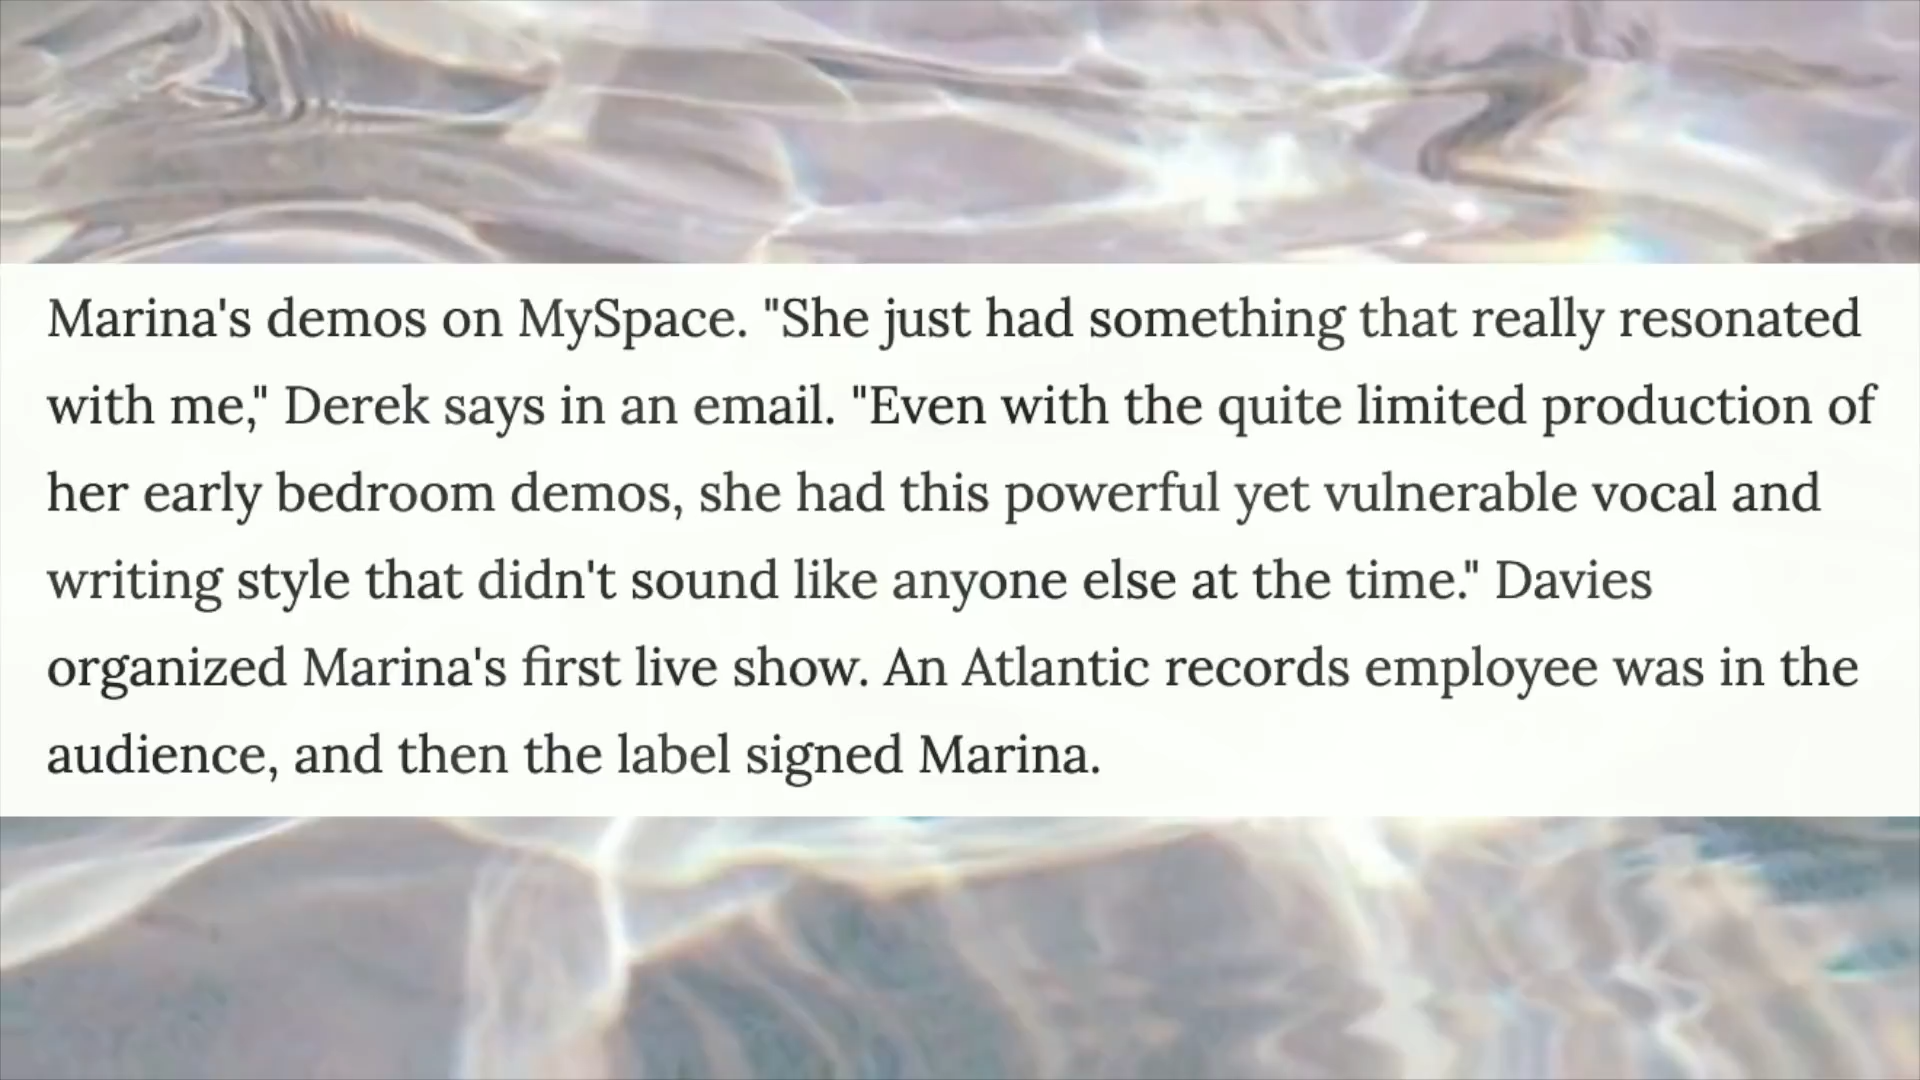 Marina's demos on MySpace. "She just had something that really resonated
with me," Derek says in an email. "Even with the quite limited production of
her early bedroom demos, she had this powerful yet vulnerable vocal and
writing style that didn't sound like anyone else at the time." Davies
organized Marina's first live show. An Atlantic records employee was in the
audience, and then the label signed Marina.